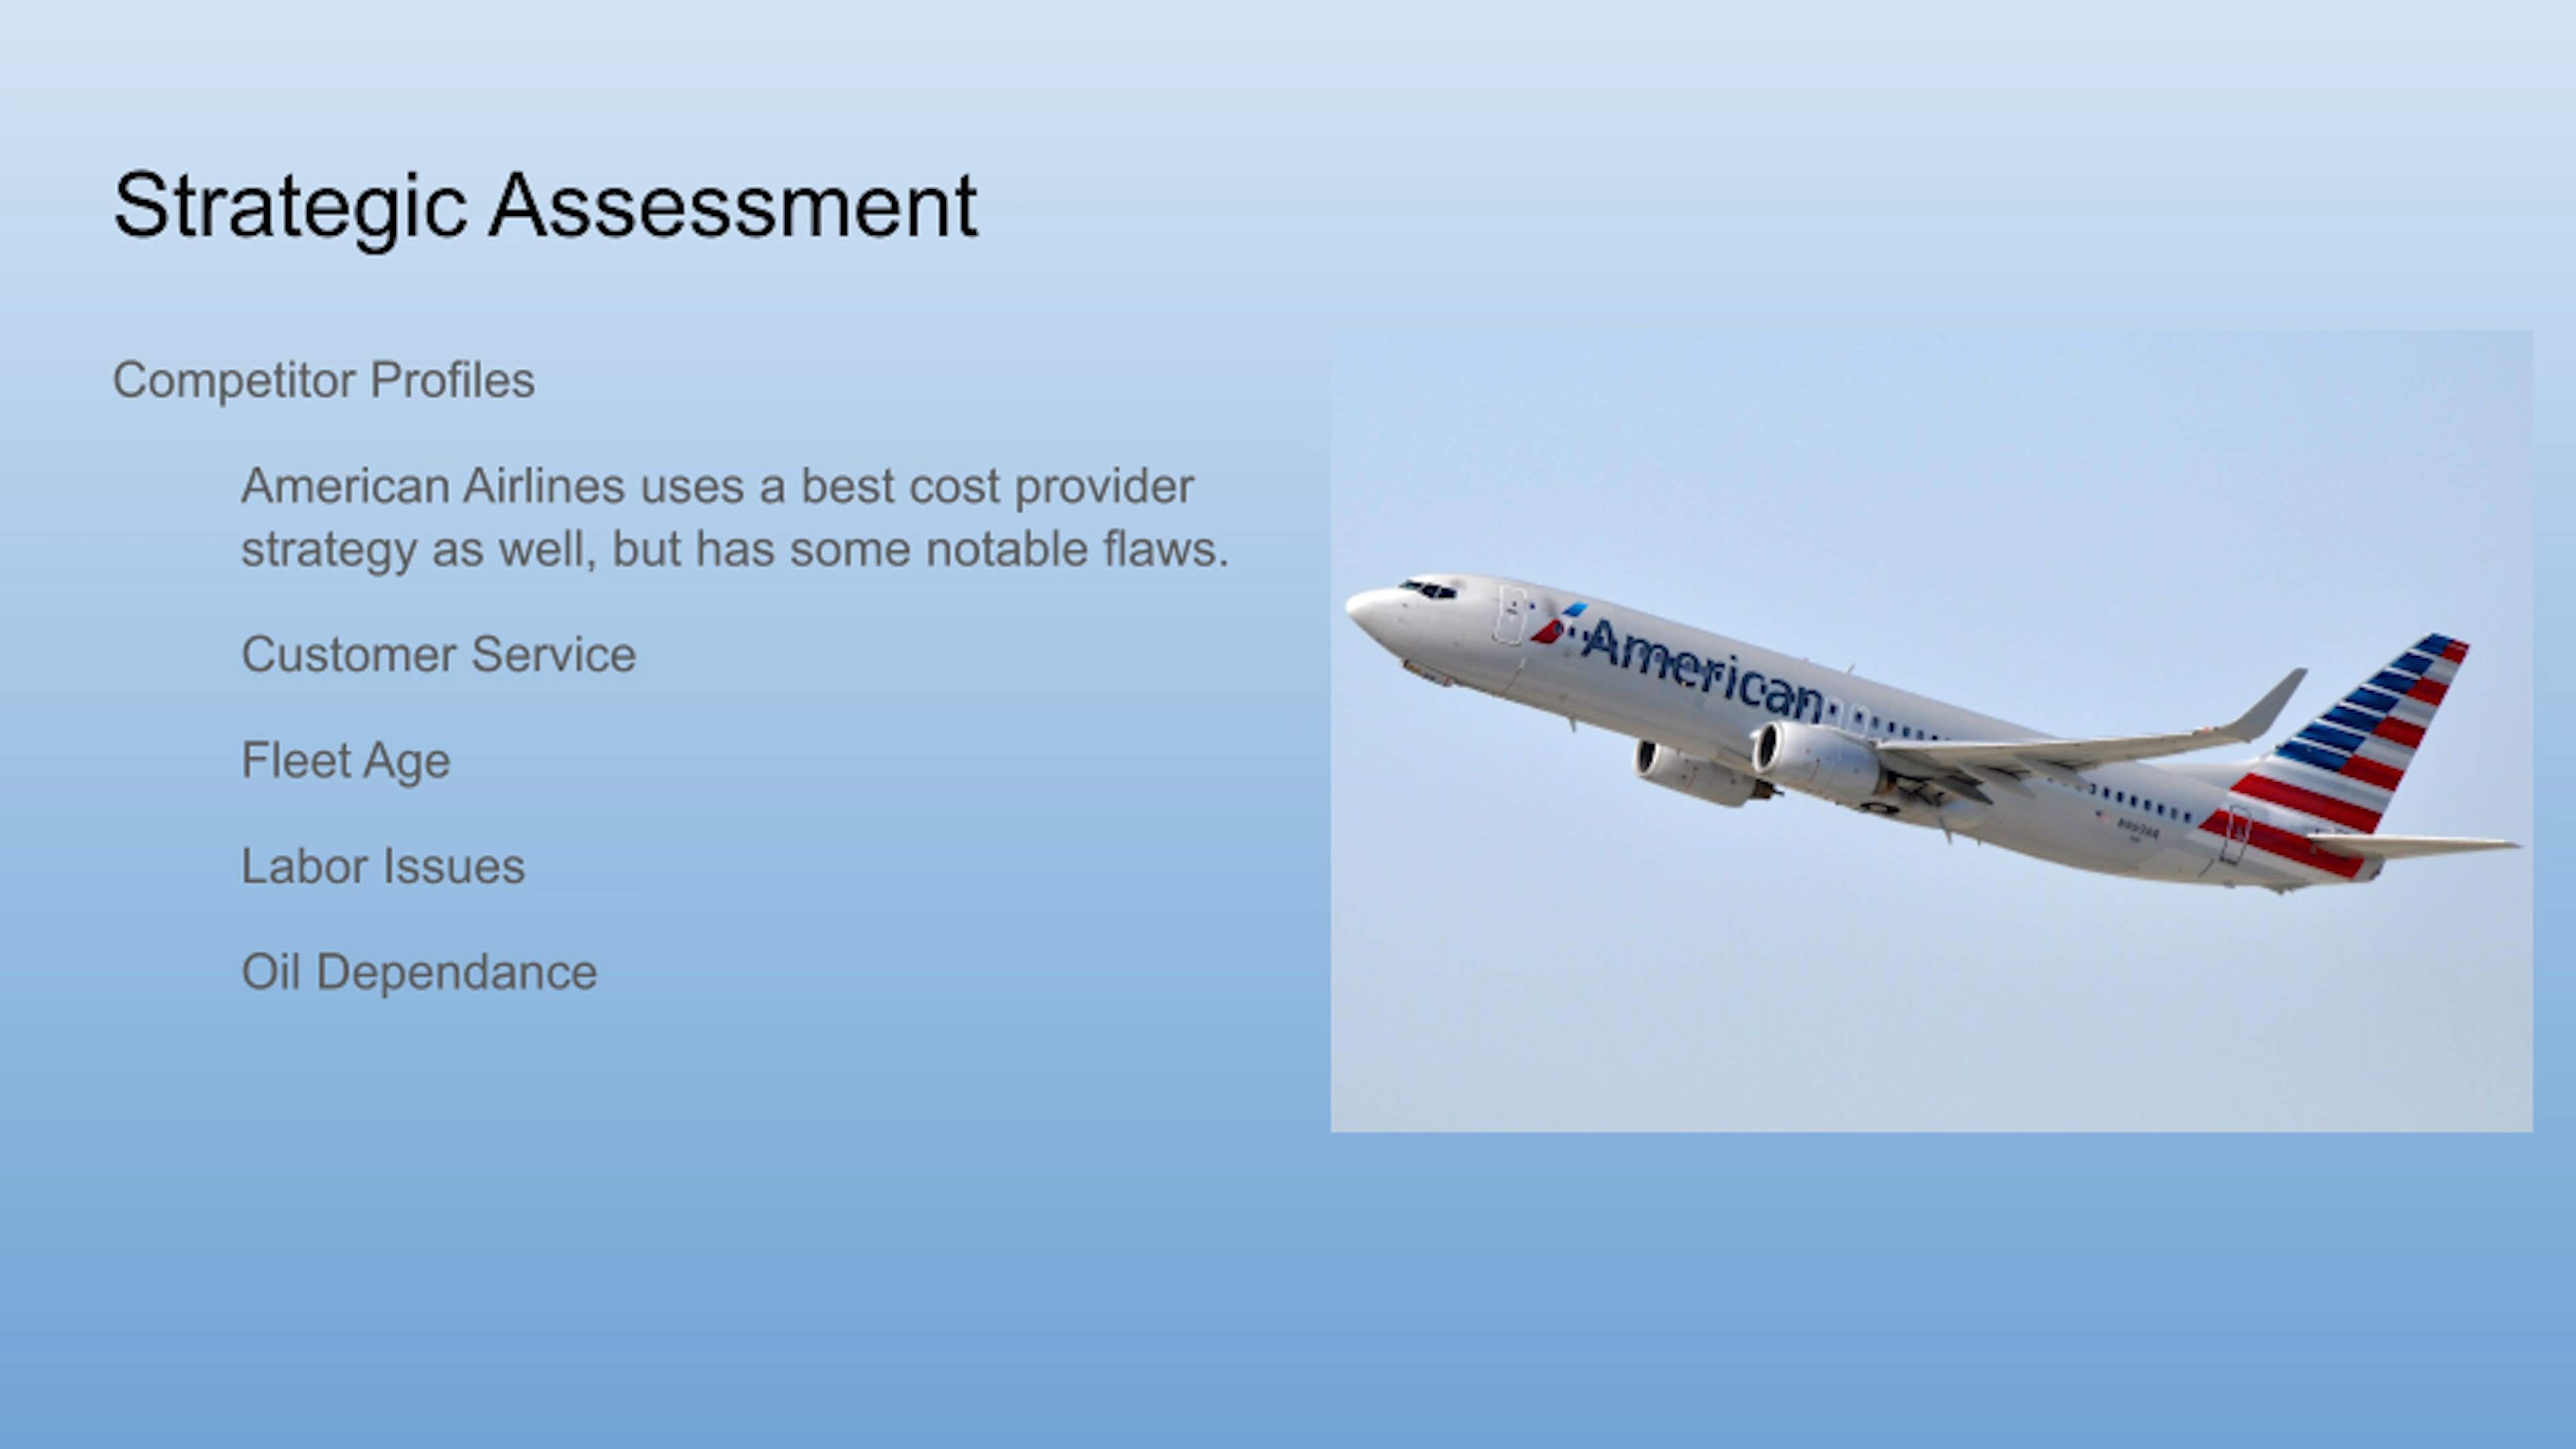 Strategic Assessment
Competitor Profiles
American Airlines uses a best cost provider
strategy as well, but has some notable flaws.
Customer Service
Fleet Age
Labor Issues
Oil Dependance
American